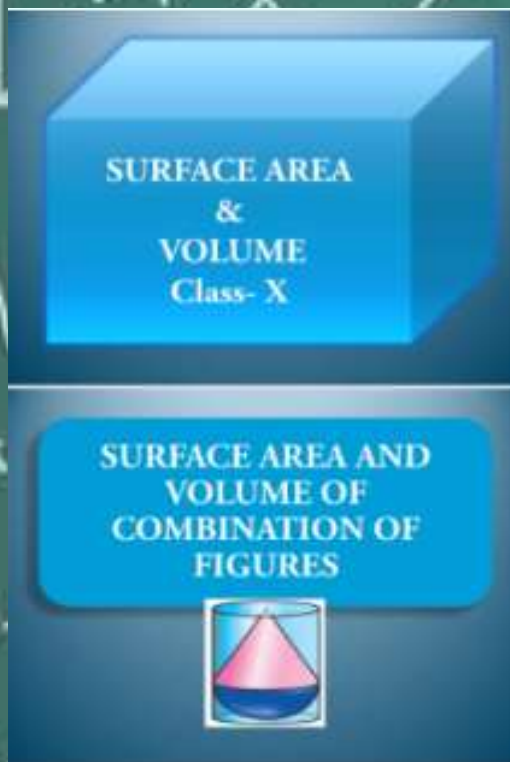 SURFACE AREA
&
VOLUME
Class- X
SURFACE AREA AND
VOLUME OF
COMBINATION OF
FIGURES